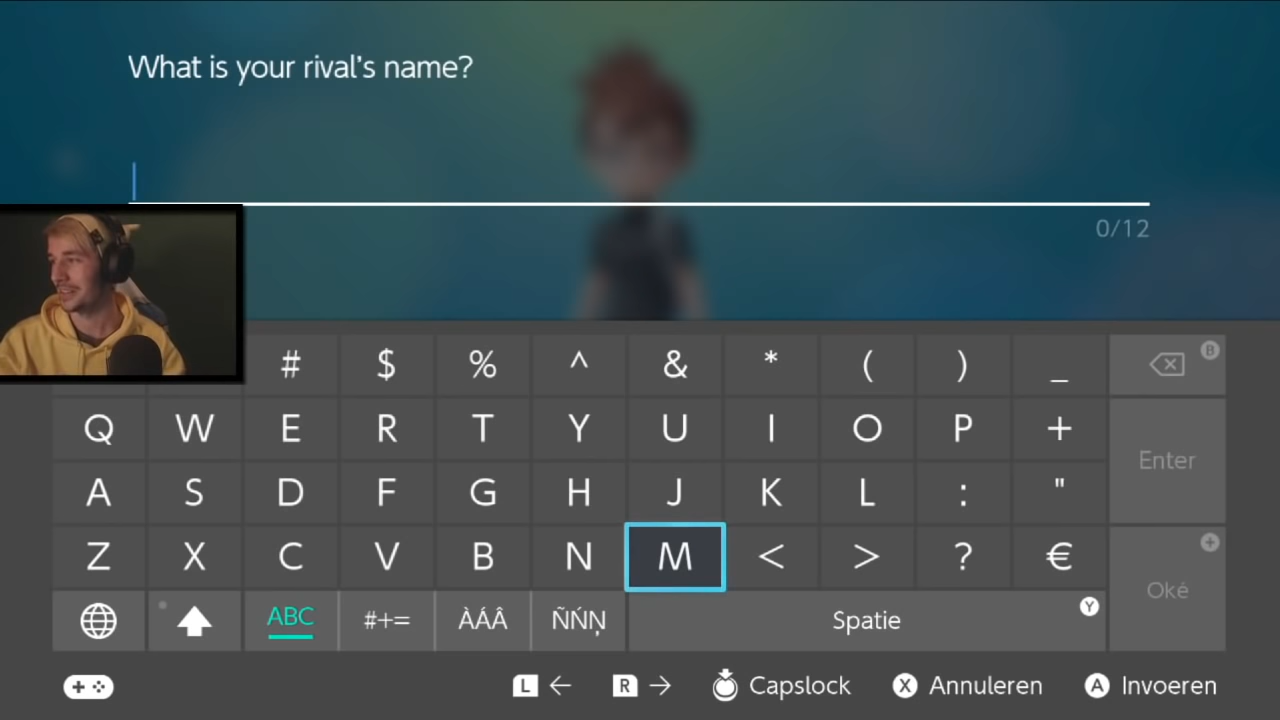 What is your rival's name?
0/12
# $ % ^ & * ( ) _ B
Q W E R T Y U I O P + Enter
A S D F G H J K L : "
Z X C V B N M < > ? € Oké
ABC #+= ÀÁÂ ÑŃŅ Spatie Y
L ← R → Capslock X Annuleren A Invoeren